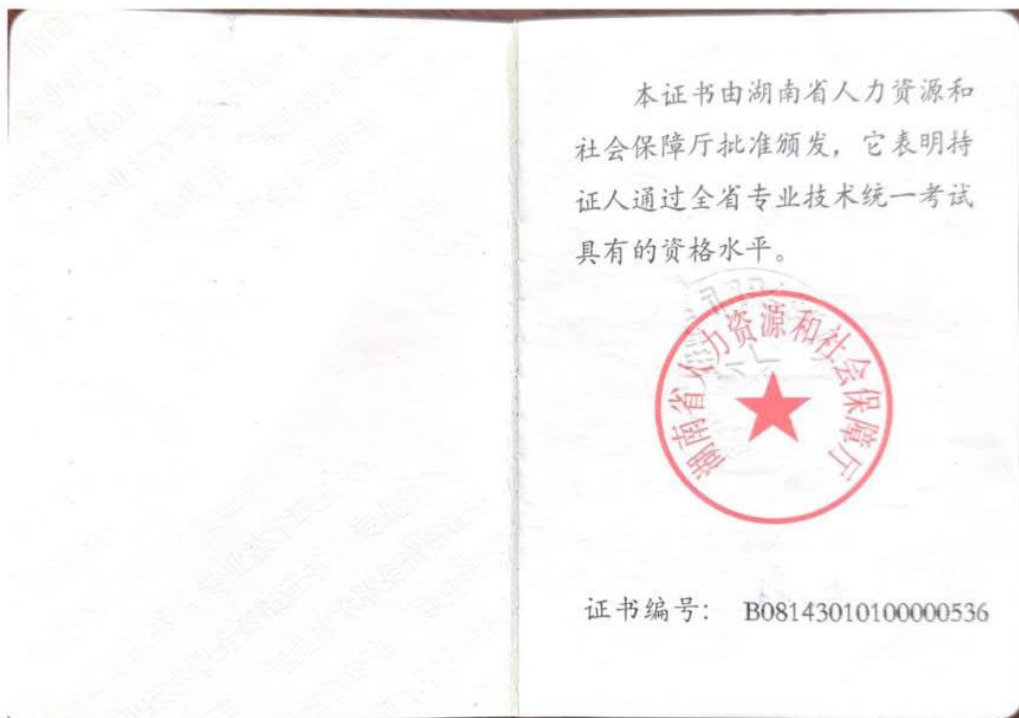 本证书由湖南省人力资源和
社会保障厅批准颁发，它表明持
证人通过全省专业技术统一考试
具有的资格水平。
湖南省人力资源和社会保障厅
证书编号： B08143010100000536